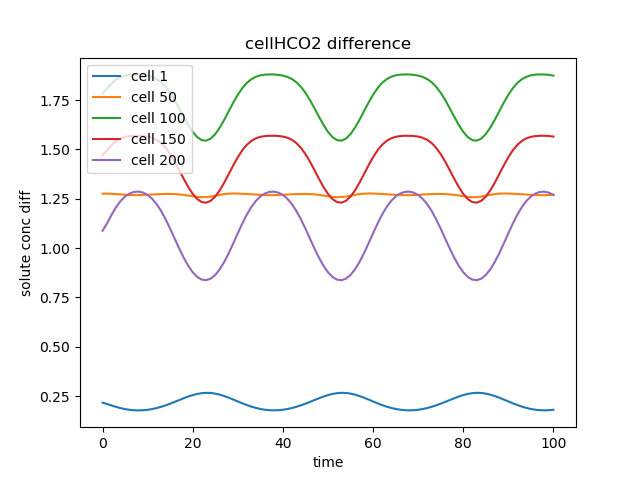 cellHCO2 difference
cell 1
cell 50
cell 100
cell 150
cell 200
solute conc diff
1.75
1.50
1.25
1.00
0.75
0.50
0.25
0 20 40 60 80 100
time